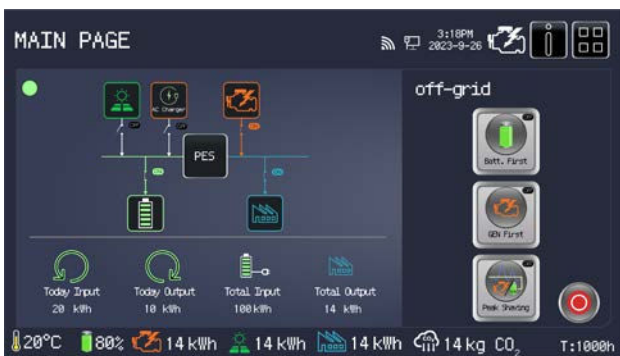 MAIN PAGE
3:18PM
2023-9-26
off-grid
AC Charger
PES
Batt. First
GEN First
Peak Shaving
Today Input
20 kWh
Today Output
10 kWh
Total Input
100kWh
Total Output
14 kWh
20°C
80%
14 kWh
14 kWh
14 kWh
14 kg CO₂
T:1000h